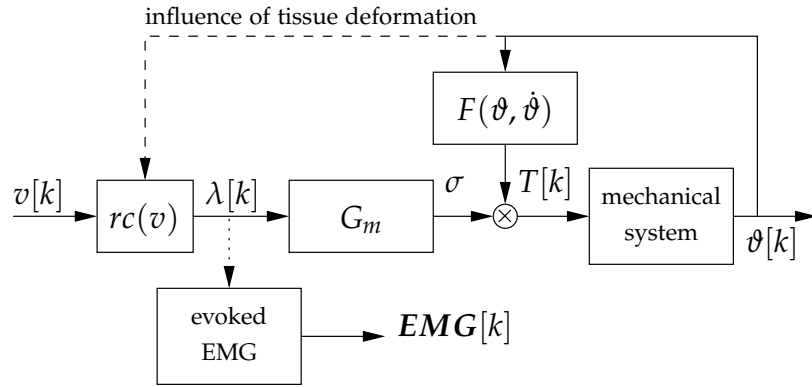 influence of tissue deformation
F(ϑ, ϑ̇)
v[k]
rc(v)
λ[k]
G_m
σ
×
T[k]
mechanical
system
ϑ[k]
evoked
EMG
EMG[k]